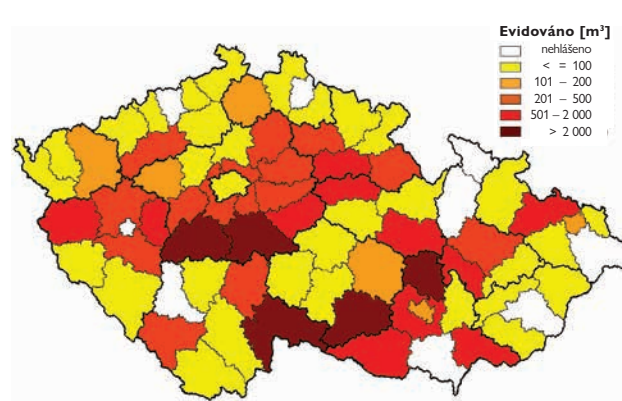 Evidováno [m³]
nehlášeno
< = 100
101 – 200
201 – 500
501 – 2 000
> 2 000